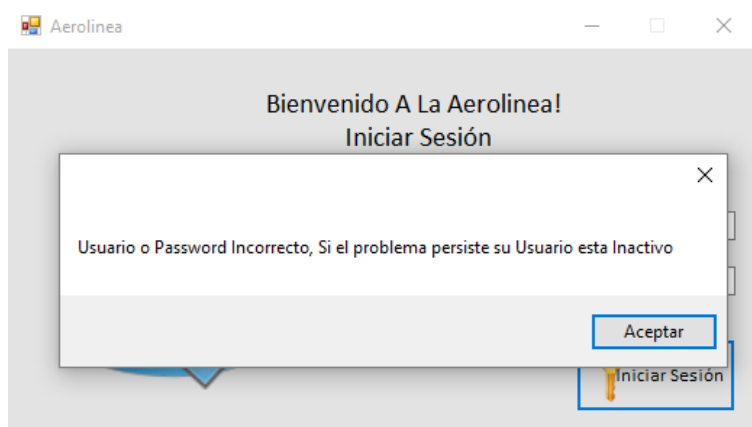 Aerolinea
Bienvenido A La Aerolinea!
Iniciar Sesión
Usuario o Password Incorrecto, Si el problema persiste su Usuario esta Inactivo
Aceptar
Iniciar Sesión